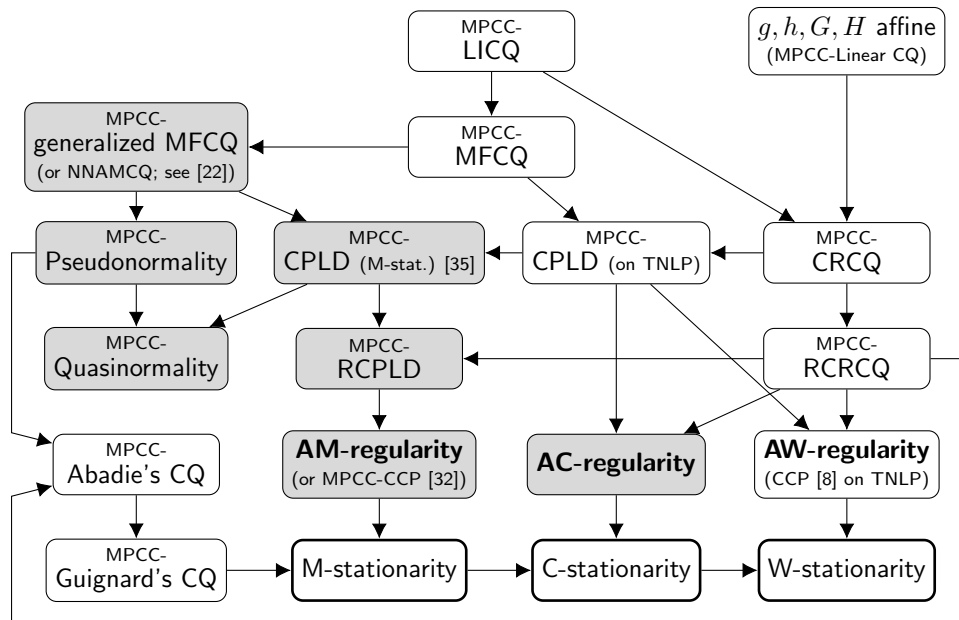 MPCC-
LICQ
g, h, G, H affine
(MPCC-Linear CQ)
MPCC-
generalized MFCQ
(or NNAMCQ; see [22])
MPCC-
MFCQ
MPCC-
Pseudonormality
MPCC-
CPLD (M-stat.) [35]
MPCC-
CPLD (on TNLP)
MPCC-
CRCQ
MPCC-
Quasinormality
MPCC-
RCPLD
MPCC-
RCRCQ
MPCC-
Abadie's CQ
AM-regularity
(or MPCC-CCP [32])
AC-regularity
AW-regularity
(CCP [8] on TNLP)
MPCC-
Guignard's CQ
M-stationarity
C-stationarity
W-stationarity